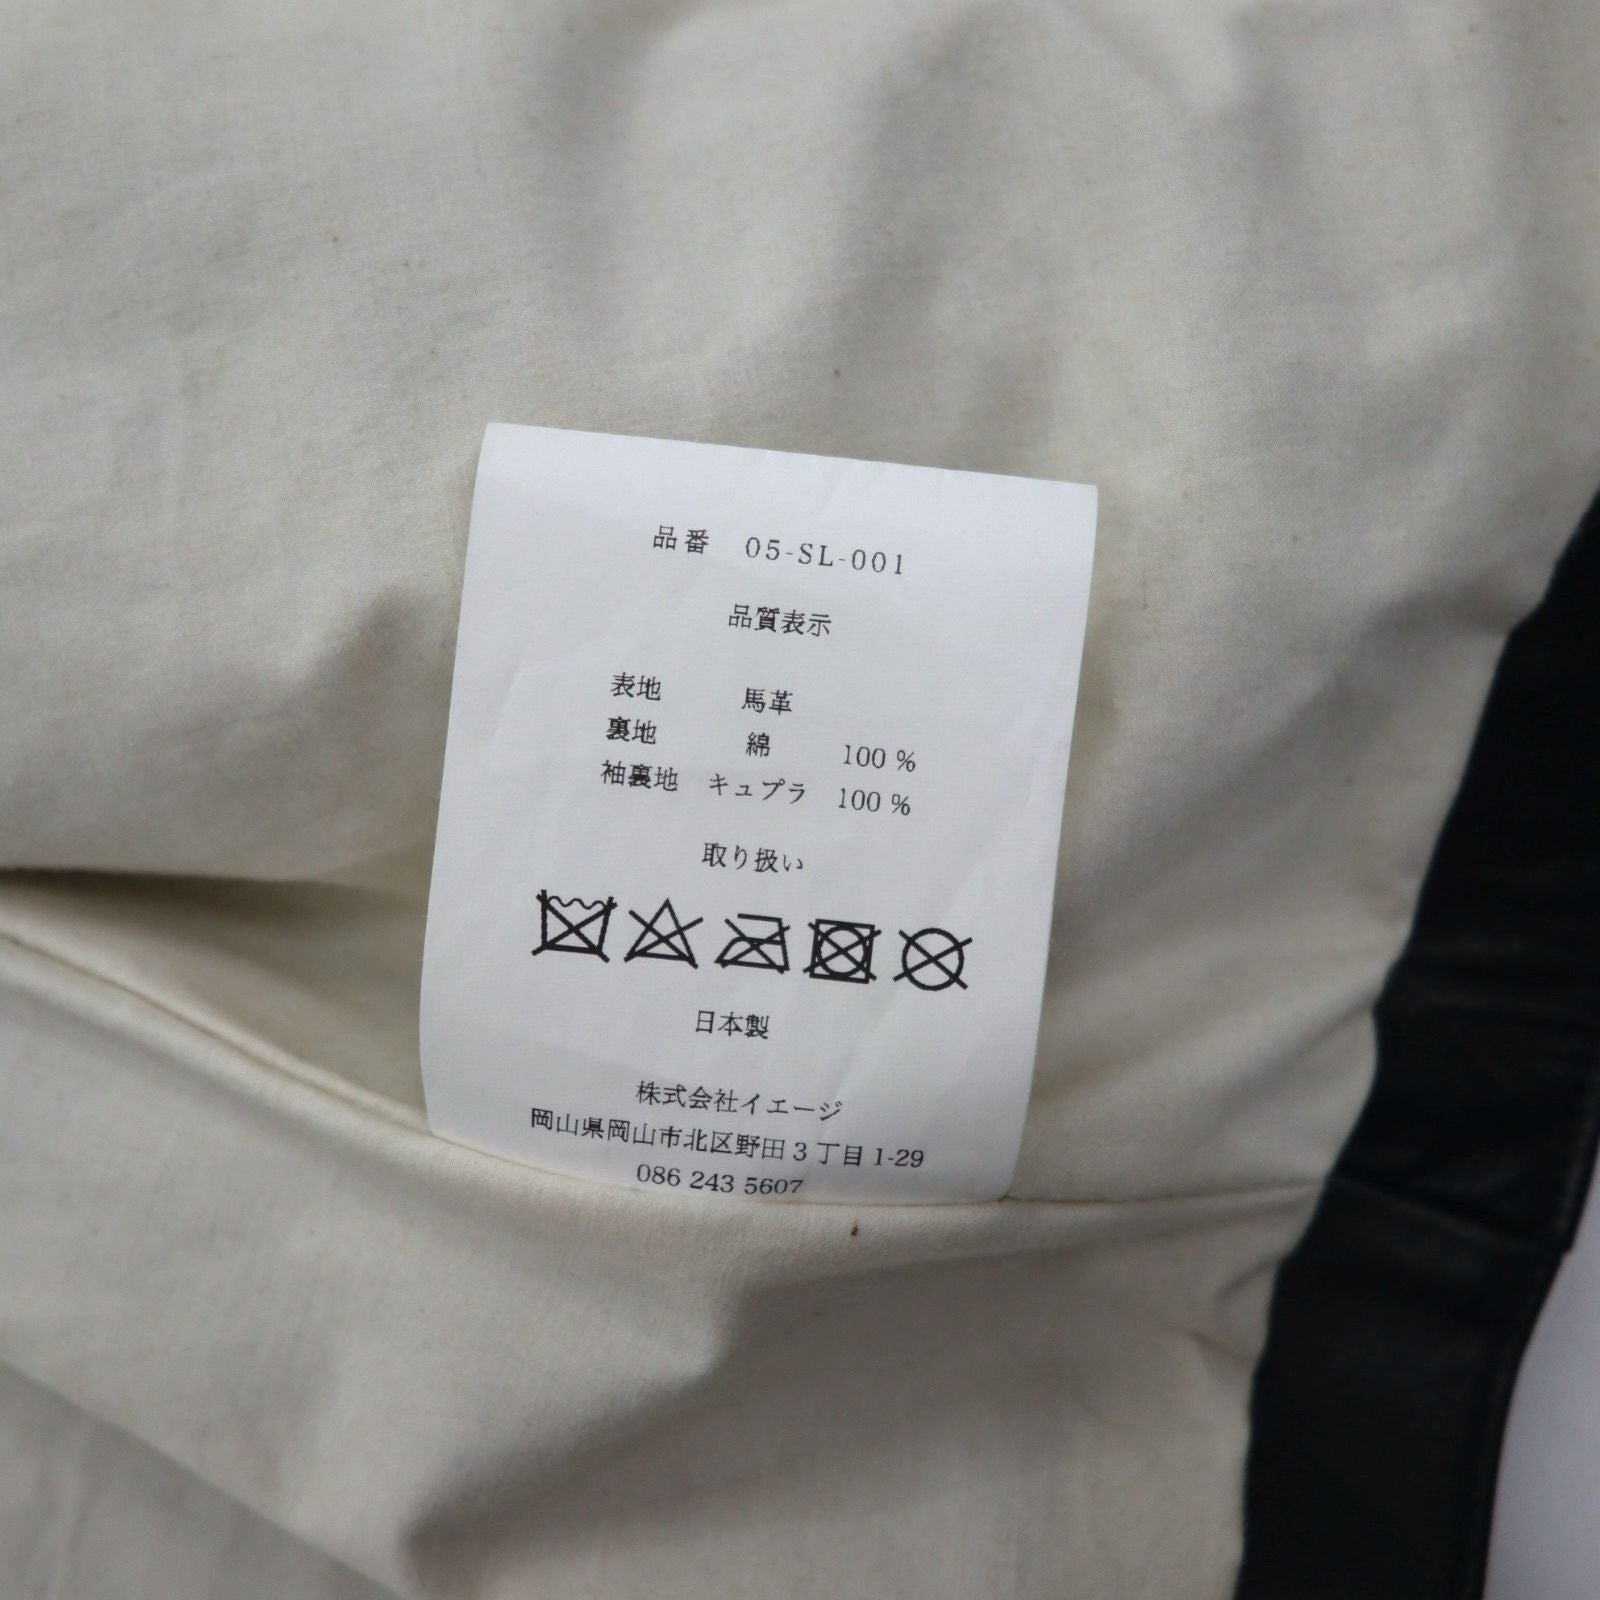 品番 05-SL-001
品質表示
表地 馬革
裏地 綿 100 %
袖裏地 キュプラ 100 %
取り扱い
日本製
株式会社イエージ
岡山県岡山市北区野田 3 丁目 1-29
086 243 5607